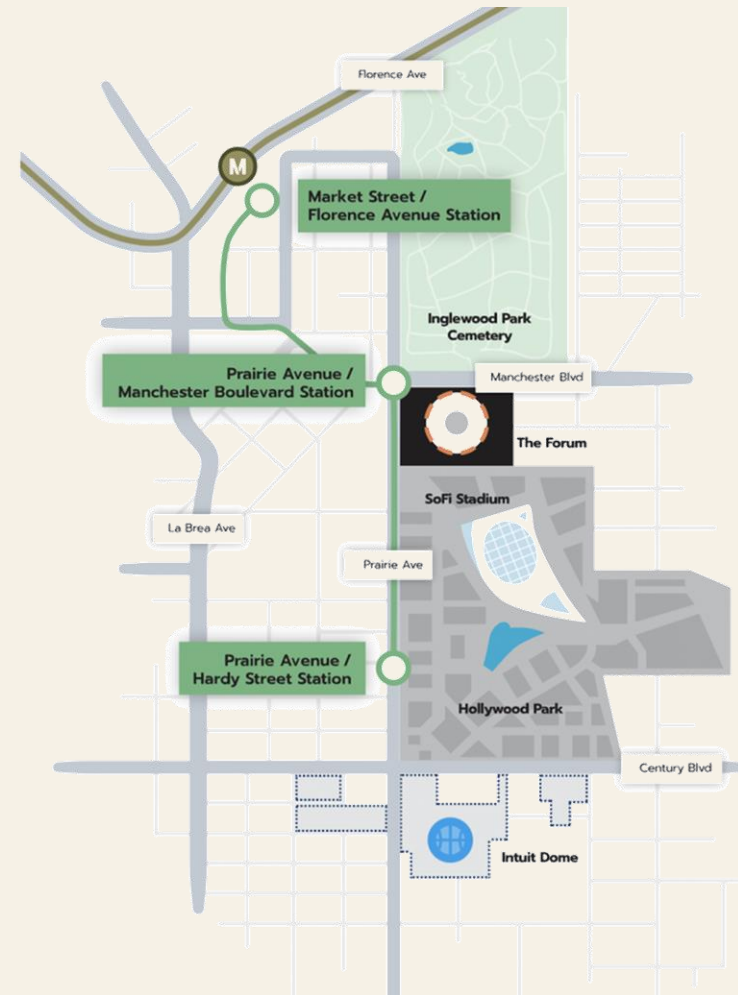 Florence Ave
M
Market Street /
Florence Avenue Station
Inglewood Park
Cemetery
Prairie Avenue /
Manchester Boulevard Station
Manchester Blvd
The Forum
SoFi Stadium
La Brea Ave
Prairie Ave
Prairie Avenue /
Hardy Street Station
Hollywood Park
Century Blvd
Intuit Dome